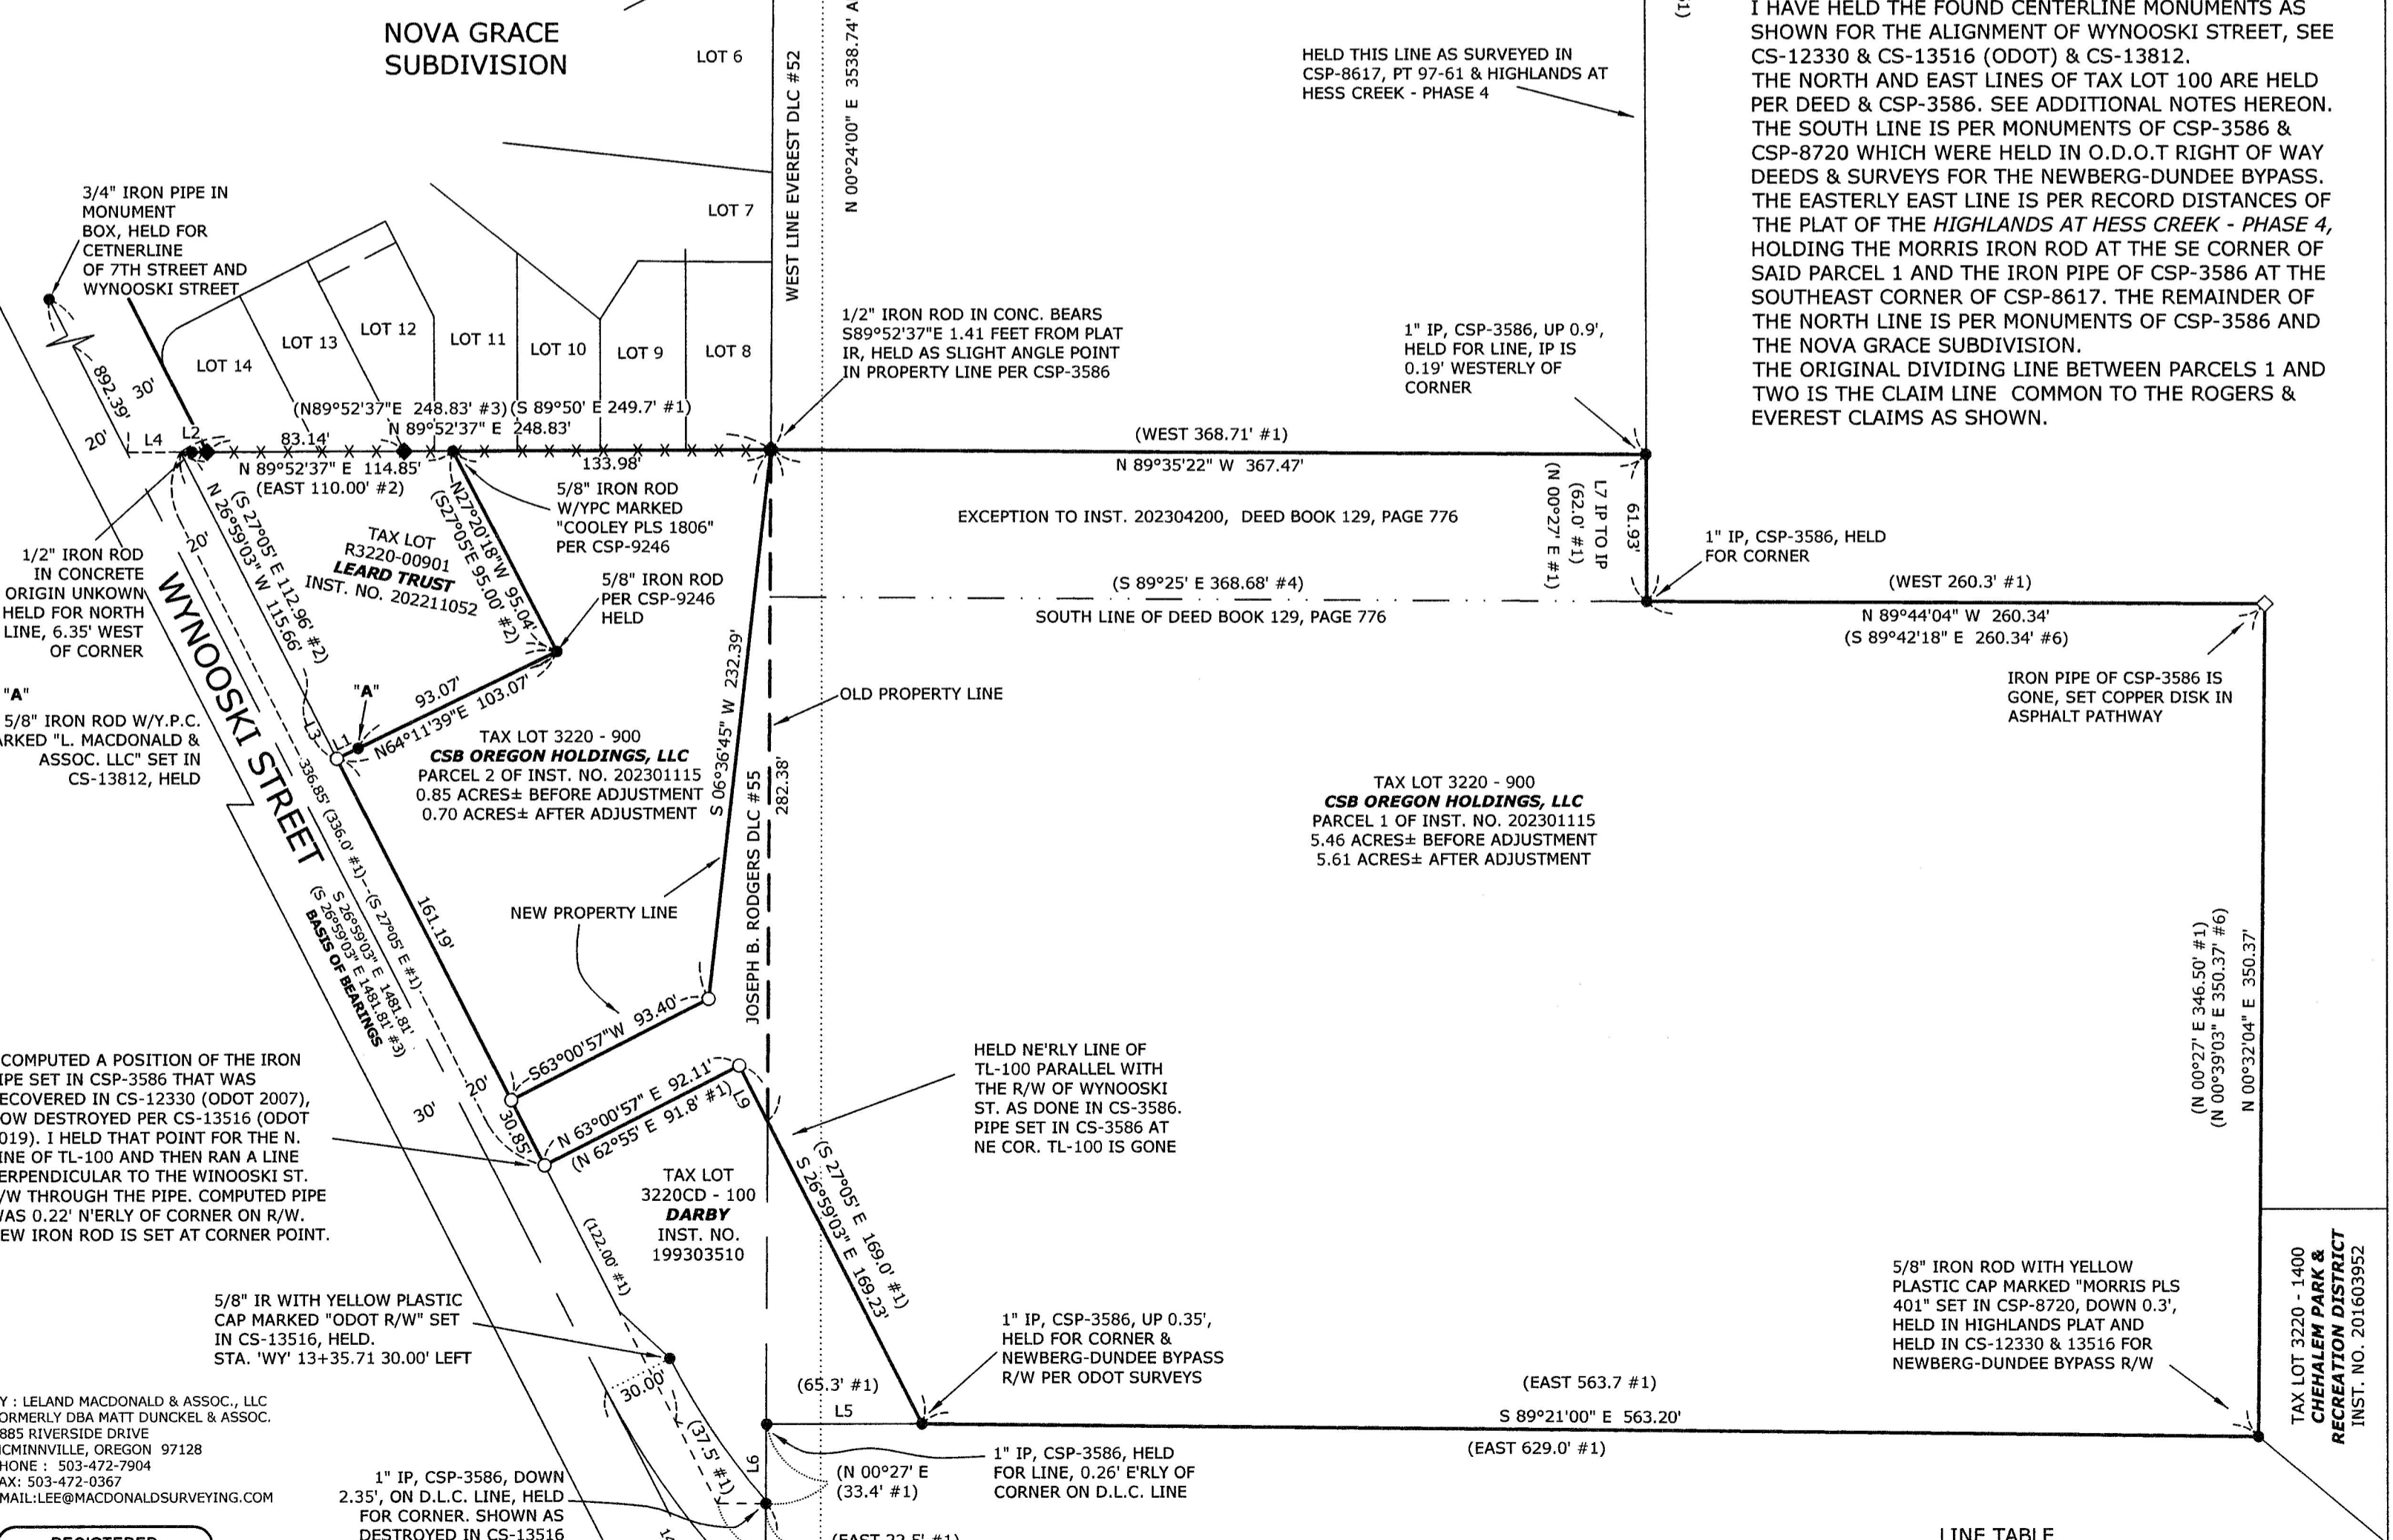 NOVA GRACE
SUBDIVISION
LOT 6
LOT 7
WEST LINE EVEREST DLC #52
N 00°24'00" E 3538.74'
HELD THIS LINE AS SURVEYED IN
CSP-8617, PT 97-61 & HIGHLANDS AT
HESS CREEK - PHASE 4
I HAVE HELD THE FOUND CENTERLINE MONUMENTS AS
SHOWN FOR THE ALIGNMENT OF WYNOOSKI STREET, SEE
CS-12330 & CS-13516 (ODOT) & CS-13812.
THE NORTH AND EAST LINES OF TAX LOT 100 ARE HELD
PER DEED & CSP-3586. SEE ADDITIONAL NOTES HEREON.
THE SOUTH LINE IS PER MONUMENTS OF CSP-3586 &
CSP-8720 WHICH WERE HELD IN O.D.O.T RIGHT OF WAY
DEEDS & SURVEYS FOR THE NEWBERG-DUNDEE BYPASS.
THE EASTERLY EAST LINE IS PER RECORD DISTANCES OF
THE PLAT OF THE HIGHLANDS AT HESS CREEK - PHASE 4,
HOLDING THE MORRIS IRON ROD AT THE SE CORNER OF
SAID PARCEL 1 AND THE IRON PIPE OF CSP-3586 AT THE
SOUTHEAST CORNER OF CSP-8617. THE REMAINDER OF
THE NORTH LINE IS PER MONUMENTS OF CSP-3586 AND
THE NOVA GRACE SUBDIVISION.
THE ORIGINAL DIVIDING LINE BETWEEN PARCELS 1 AND
TWO IS THE CLAIM LINE COMMON TO THE ROGERS &
EVEREST CLAIMS AS SHOWN.
3/4" IRON PIPE IN
MONUMENT
BOX, HELD FOR
CETNERLINE
OF 7TH STREET AND
WYNOOSKI STREET
892.39'
30'
20'
L4
L2
LOT 14
LOT 13
LOT 12
LOT 11
LOT 10
LOT 9
LOT 8
(N89°52'37"E 248.83' #3)(S 89°50' E 249.7' #1)
N 89°52'37" E 248.83'
83.14'
133.98'
N 89°52'37" E 114.85'
(EAST 110.00' #2)
1/2" IRON ROD IN CONC. BEARS
S89°52'37"E 1.41 FEET FROM PLAT
IR, HELD AS SLIGHT ANGLE POINT
IN PROPERTY LINE PER CSP-3586
1" IP, CSP-3586, UP 0.9',
HELD FOR LINE, IP IS
0.19' WESTERLY OF
CORNER
(WEST 368.71' #1)
N 89°35'22" W 367.47'
EXCEPTION TO INST. 202304200, DEED BOOK 129, PAGE 776
(S 89°25' E 368.68' #4)
SOUTH LINE OF DEED BOOK 129, PAGE 776
(N 00°27' E #1)
(62.0' #1)
L7 IP TO IP
61.93'
1" IP, CSP-3586, HELD
FOR CORNER
(WEST 260.3' #1)
N 89°44'04" W 260.34'
(S 89°42'18" E 260.34' #6)
IRON PIPE OF CSP-3586 IS
GONE, SET COPPER DISK IN
ASPHALT PATHWAY
1/2" IRON ROD
IN CONCRETE
ORIGIN UNKOWN
HELD FOR NORTH
LINE, 6.35' WEST
OF CORNER
20'
(S 27°05' E 112.96' #2)
N 26°59'03" W 115.66'
TAX LOT
R3220-00901
LEARD TRUST
INST. NO. 202211052
N27°20'18"W 95.04'
(S27°05'E 95.00' #2)
5/8" IRON ROD
W/YPC MARKED
"COOLEY PLS 1806"
PER CSP-9246
5/8" IRON ROD
PER CSP-9246
HELD
WYNOOSKI STREET
"A"
5/8" IRON ROD W/Y.P.C.
ARKED "L. MACDONALD &
ASSOC. LLC" SET IN
CS-13812, HELD
"A"
L3
L1
93.07'
N64°11'39"E 103.07'
TAX LOT 3220 - 900
CSB OREGON HOLDINGS, LLC
PARCEL 2 OF INST. NO. 202301115
0.85 ACRES± BEFORE ADJUSTMENT
0.70 ACRES± AFTER ADJUSTMENT
S 06°36'45" W 232.39'
OLD PROPERTY LINE
282.38'
JOSEPH B. RODGERS DLC #55
TAX LOT 3220 - 900
CSB OREGON HOLDINGS, LLC
PARCEL 1 OF INST. NO. 202301115
5.46 ACRES± BEFORE ADJUSTMENT
5.61 ACRES± AFTER ADJUSTMENT
NEW PROPERTY LINE
161.19'
336.85' (336.0' #1)
(S 27°05' E #1)
S 26°59'03" E 1481.81'
(S 26°59'03" E 1481.81' #3)
BASIS OF BEARINGS
S63°00'57"W 93.40'
20'
30'
30.85'
N 63°00'57" E 92.11'
(N 62°55' E 91.8' #1)
L9
HELD NE'RLY LINE OF
TL-100 PARALLEL WITH
THE R/W OF WYNOOSKI
ST. AS DONE IN CS-3586.
PIPE SET IN CS-3586 AT
NE COR. TL-100 IS GONE
(N 00°27' E 346.50' #1)
(N 00°39'03" E 350.37' #6)
N 00°32'04" E 350.37'
COMPUTED A POSITION OF THE IRON
IPE SET IN CSP-3586 THAT WAS
ECOVERED IN CS-12330 (ODOT 2007),
OW DESTROYED PER CS-13516 (ODOT
019). I HELD THAT POINT FOR THE N.
INE OF TL-100 AND THEN RAN A LINE
ERPENDICULAR TO THE WINOOSKI ST.
/W THROUGH THE PIPE. COMPUTED PIPE
WAS 0.22' N'ERLY OF CORNER ON R/W.
EW IRON ROD IS SET AT CORNER POINT.
TAX LOT
3220CD - 100
DARBY
INST. NO.
199303510
(122.00' #1)
(S 27°05' E 169.0' #1)
S 26°59'03" E 169.23'
5/8" IR WITH YELLOW PLASTIC
CAP MARKED "ODOT R/W" SET
IN CS-13516, HELD.
STA. 'WY' 13+35.71 30.00' LEFT
30.00'
(37.5' #1)
1" IP, CSP-3586, UP 0.35',
HELD FOR CORNER &
NEWBERG-DUNDEE BYPASS
R/W PER ODOT SURVEYS
(65.3' #1)
L5
L6
(EAST 563.7 #1)
S 89°21'00" E 563.20'
(EAST 629.0' #1)
5/8" IRON ROD WITH YELLOW
PLASTIC CAP MARKED "MORRIS PLS
401" SET IN CSP-8720, DOWN 0.3',
HELD IN HIGHLANDS PLAT AND
HELD IN CS-12330 & 13516 FOR
NEWBERG-DUNDEE BYPASS R/W
TAX LOT 3220 - 1400
CHEHALEM PARK &
RECREATION DISTRICT
INST. NO. 201603952
Y : LELAND MACDONALD & ASSOC., LLC
ORMERLY DBA MATT DUNCKEL & ASSOC.
885 RIVERSIDE DRIVE
CMINNVILLE, OREGON 97128
HONE : 503-472-7904
AX: 503-472-0367
MAIL:LEE@MACDONALDSURVEYING.COM
1" IP, CSP-3586, DOWN
2.35', ON D.L.C. LINE, HELD
FOR CORNER. SHOWN AS
DESTROYED IN CS-13516
(N 00°27' E
(33.4' #1)
1" IP, CSP-3586, HELD
FOR LINE, 0.26' E'RLY OF
CORNER ON D.L.C. LINE
(EAST 22.5' #1)
REGISTERED
LINE TABLE